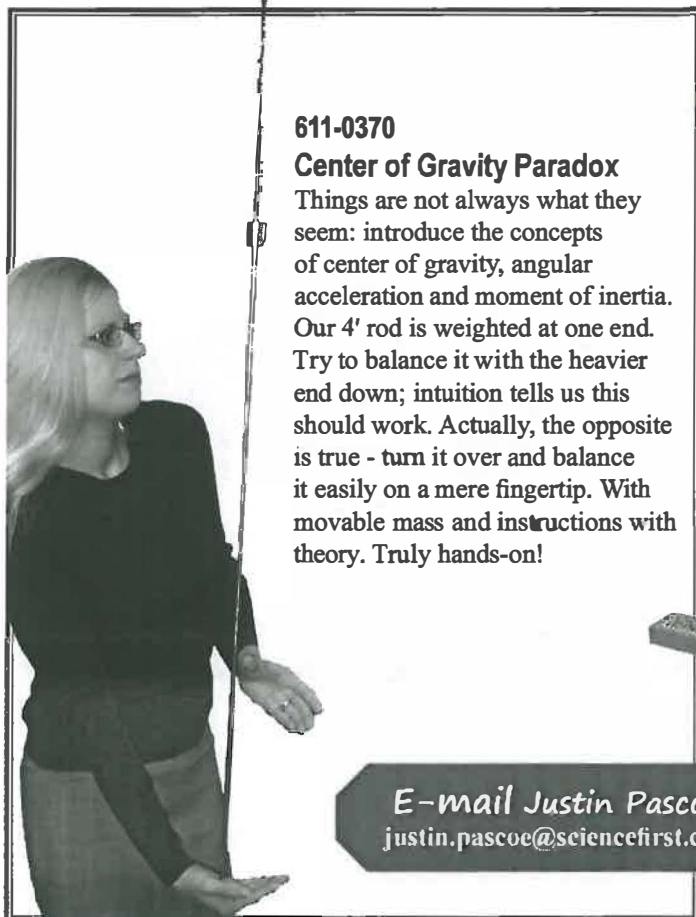 611-0370
Center of Gravity Paradox
Things are not always what they
seem: introduce the concepts
of center of gravity, angular
acceleration and moment of inertia.
Our 4' rod is weighted at one end.
Try to balance it with the heavier
end down; intuition tells us this
should work. Actually, the opposite
is true - turn it over and balance
it easily on a mere fingertip. With
movable mass and instructions with
theory. Truly hands-on!
E-mail Justin
justin.pascoe@sciencefirst